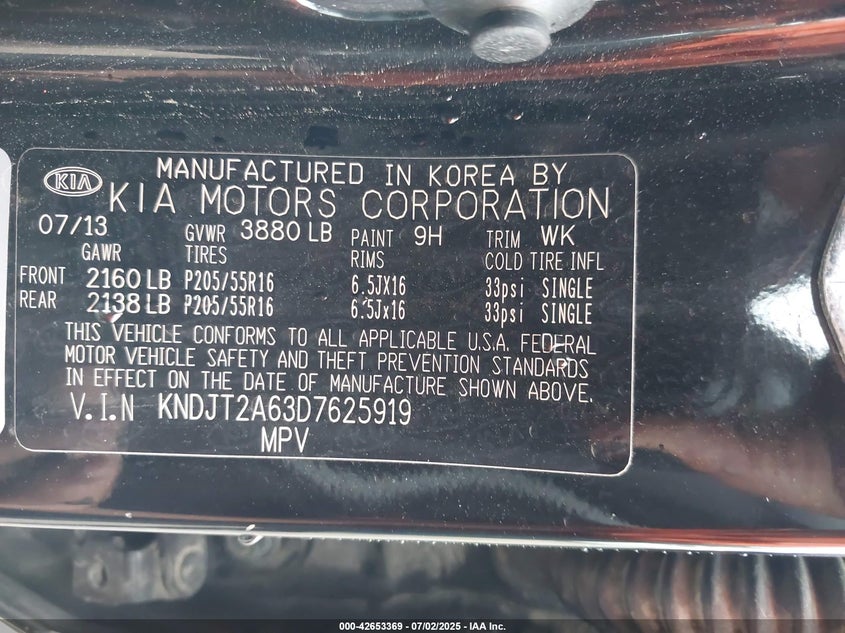 MANUFACTURED IN KOREA BY
KIA KIA MOTORS CORPORATION
07/13 GVWR 3880 LB PAINT 9H TRIM WK
GAWR TIRES RIMS COLD TIRE INFL
FRONT 2160 LB P205/55R16 6.5JX16 33psi SINGLE
REAR 2138 LB P205/55R16 6.5Jx16 33psi SINGLE
THIS VEHICLE CONFORMS TO ALL APPLICABLE U.S.A. FEDERAL
MOTOR VEHICLE SAFETY AND THEFT PREVENTION STANDARDS
IN EFFECT ON THE DATE OF MANUFACTURE SHOWN ABOVE.
V.I.N KNDJT2A63D7625919
MPV
000-42653369 - 07/02/2025 - IAA Inc.